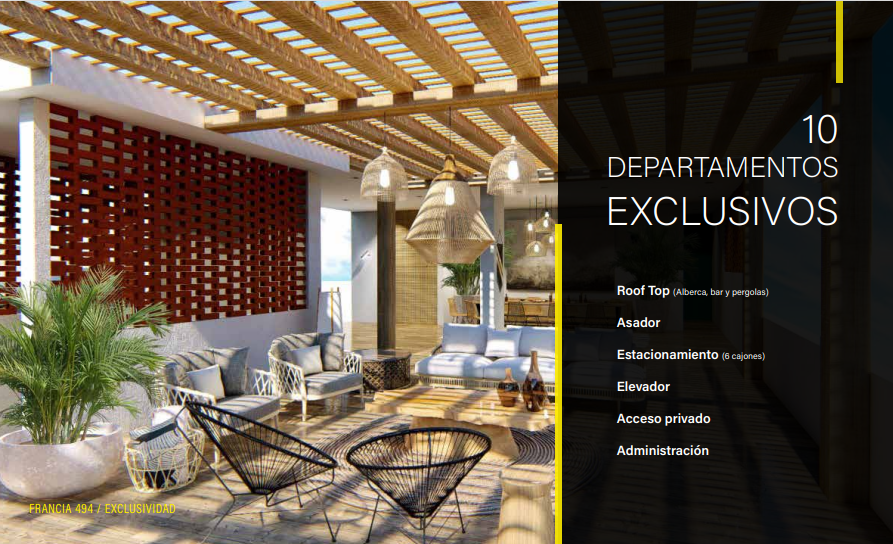 10
DEPARTAMENTOS
EXCLUSIVOS
Roof Top (Alberca, bar y pergolas)
Asador
Estacionamiento (6 cajones)
Elevador
Acceso privado
Administración
FRANCIA 494 / EXCLUSIVIDAD